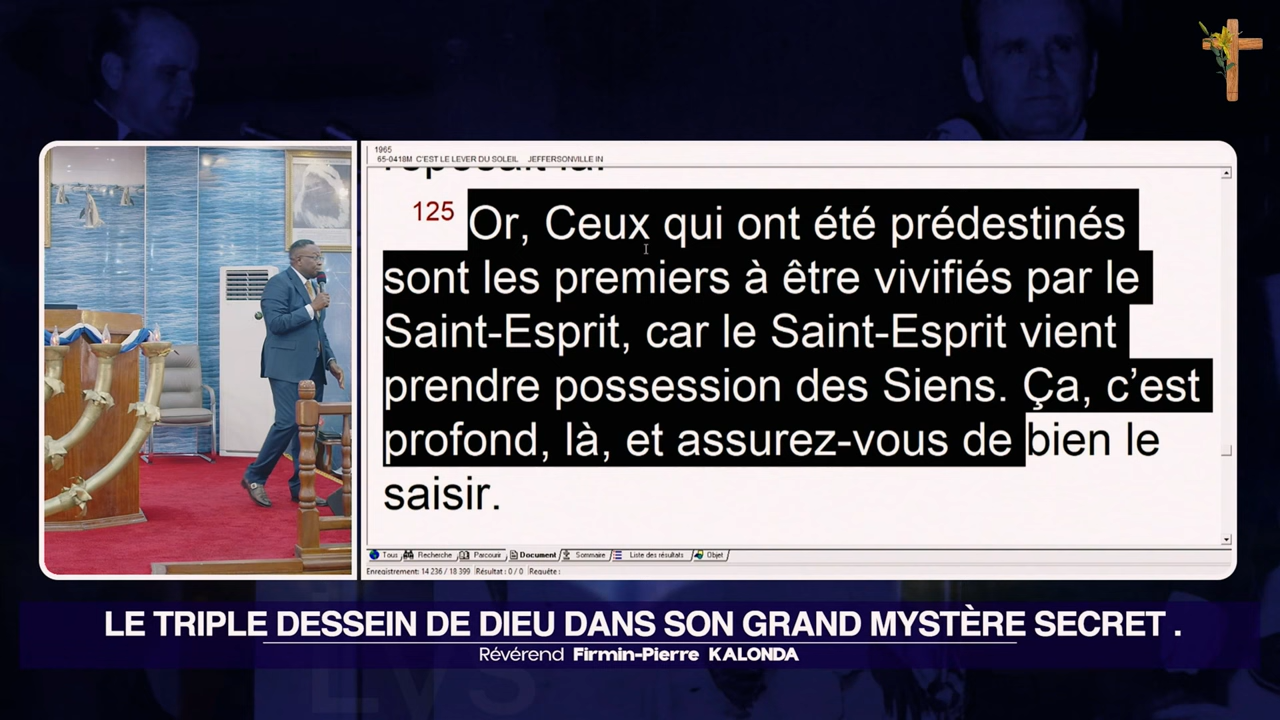 1965
65-0418M C'EST LE LEVER DU SOLEIL JEFFERSONVILLE IN
reposait là.
125 Or, Ceux qui ont été prédestinés
sont les premiers à être vivifiés par le
Saint-Esprit, car le Saint-Esprit vient
prendre possession des Siens. Ça, c’est
profond, là, et assurez-vous de bien le
saisir.
Tous Recherche Parcourir Document Sommaire Liste des résultats Objet
Enregistrement: 14 236 / 18 399 Résultat : 0 / 0 Requête :
LE TRIPLE DESSEIN DE DIEU DANS SON GRAND MYSTÈRE SECRET .
Révérend Firmin-Pierre KALONDA